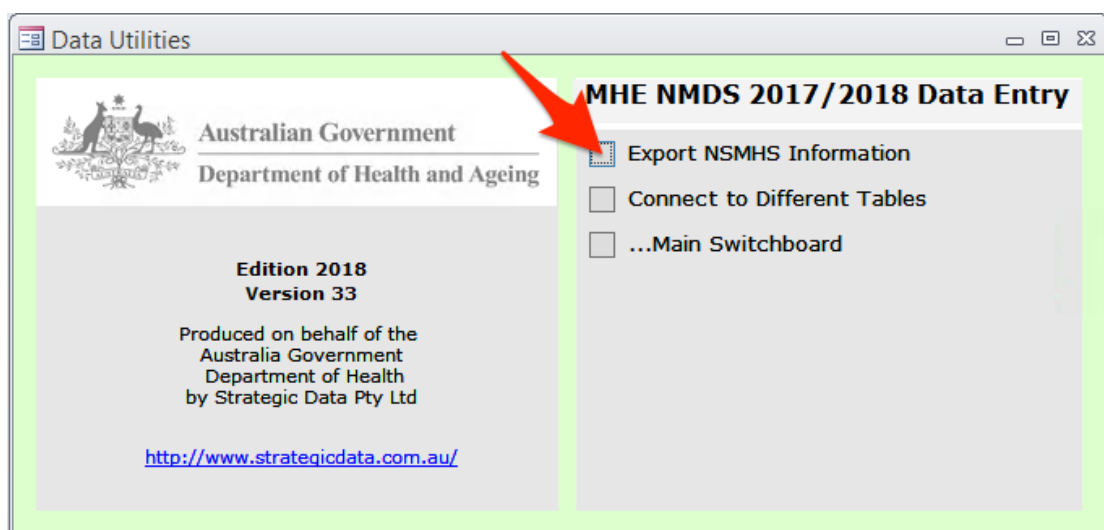 Data Utilities
Australian Government
Department of Health and Ageing
Edition 2018
Version 33
Produced on behalf of the
Australia Government
Department of Health
by Strategic Data Pty Ltd
http://www.strategicdata.com.au/
MHE NMDS 2017/2018 Data Entry
Export NSMHS Information
Connect to Different Tables
...Main Switchboard